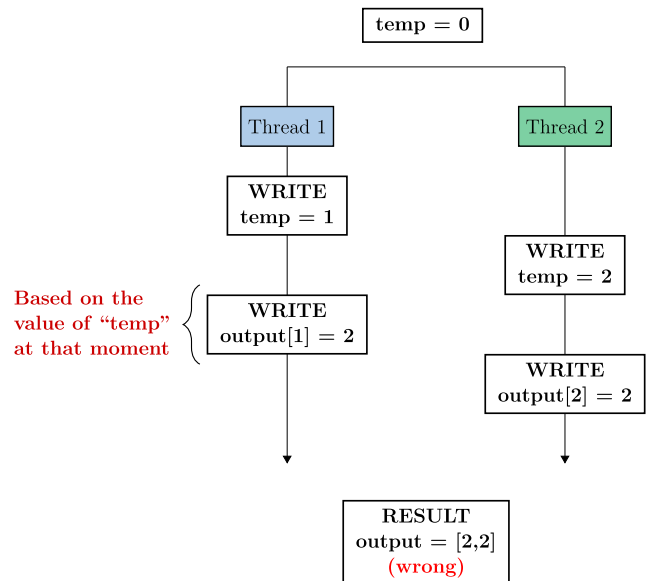 temp = 0
Thread 1
Thread 2
WRITE
temp = 1
WRITE
temp = 2
Based on the
value of “temp”
at that moment
WRITE
output[1] = 2
WRITE
output[2] = 2
RESULT
output = [2,2]
(wrong)